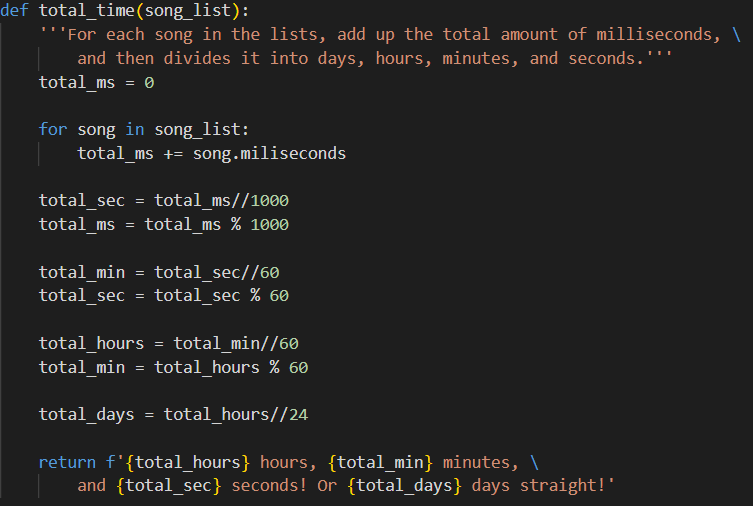 def total_time(song_list):
'''For each song in the lists, add up the total amount of milliseconds, \
and then divides it into days, hours, minutes, and seconds.'''
total_ms = 0
for song in song_list:
total_ms += song.miliseconds
total_sec = total_ms//1000
total_ms = total_ms % 1000
total_min = total_sec//60
total_sec = total_sec % 60
total_hours = total_min//60
total_min = total_hours % 60
total_days = total_hours//24
return f'{total_hours} hours, {total_min} minutes, \
and {total_sec} seconds! Or {total_days} days straight!'